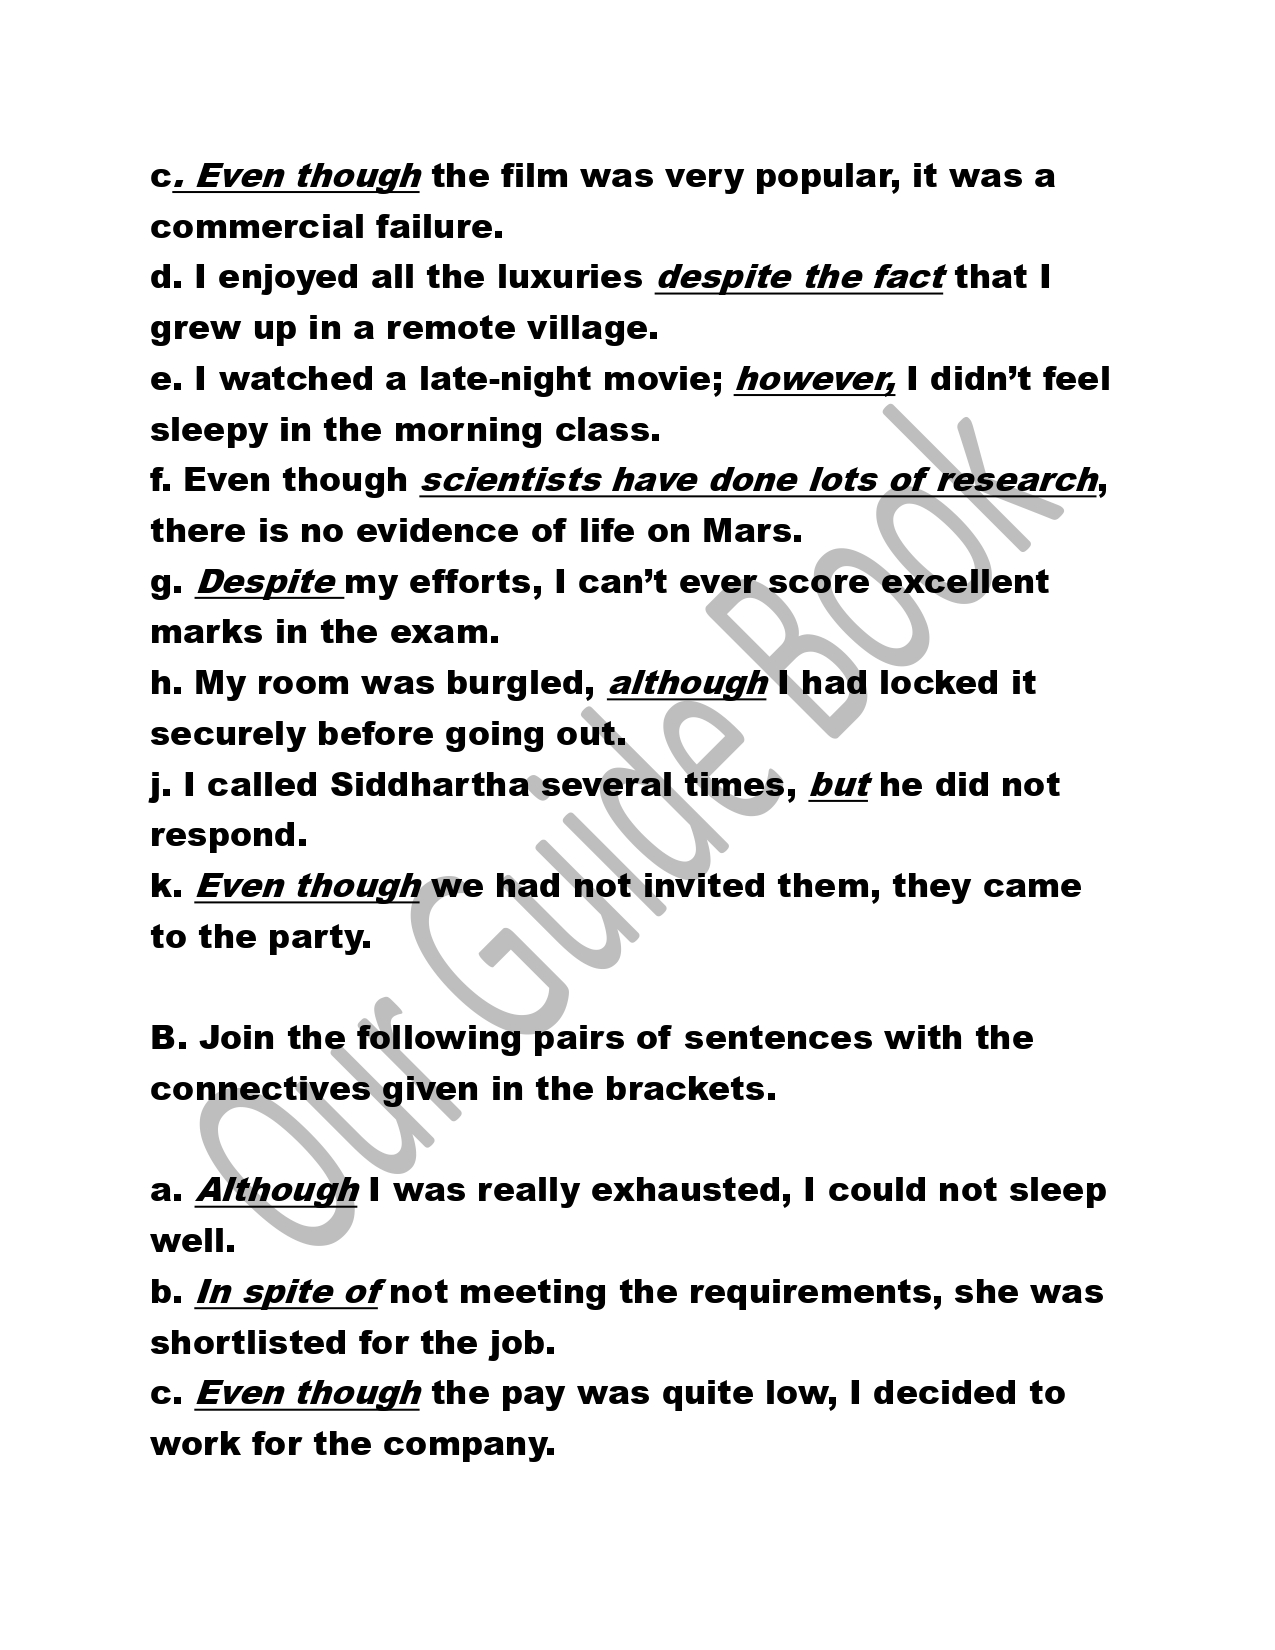 c. Even though the film was very popular, it was a
commercial failure.
d. I enjoyed all the luxuries despite the fact that I
grew up in a remote village.
e. I watched a late-night movie; however, I didn’t feel
sleepy in the morning class.
f. Even though scientists have done lots of research,
there is no evidence of life on Mars.
g. Despite my efforts, I can’t ever score excellent
marks in the exam.
h. My room was burgled, although I had locked it
securely before going out.
j. I called Siddhartha several times, but he did not
respond.
k. Even though we had not invited them, they came
to the party.
B. Join the following pairs of sentences with the
connectives given in the brackets.
a. Although I was really exhausted, I could not sleep
well.
b. In spite of not meeting the requirements, she was
shortlisted for the job.
c. Even though the pay was quite low, I decided to
work for the company.
Our Guide Book